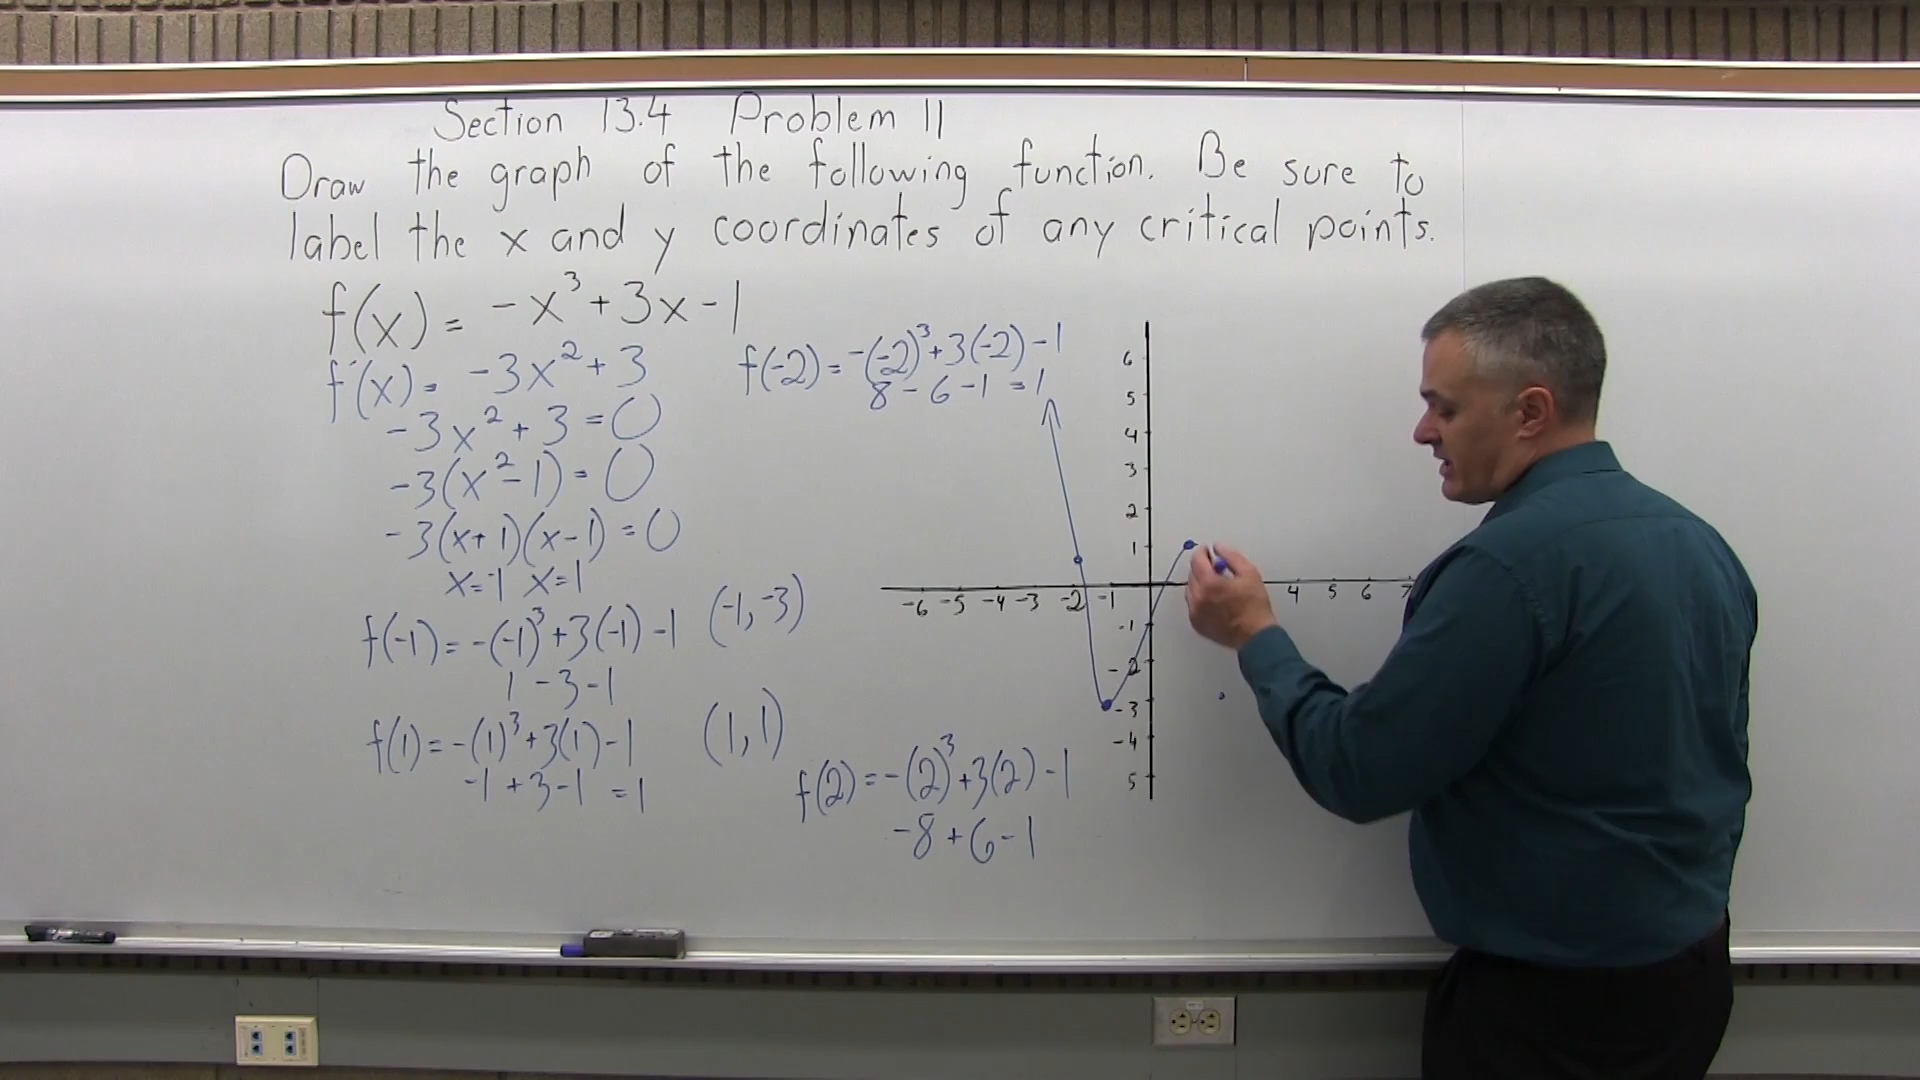 Section 13.4 Problem 11
Draw the graph of the following function. Be sure to
label the x and y coordinates of any critical points.
f(x) = -x³+3x-1
f'(x) = -3x²+3
-3x²+3=0
-3(x²-1)=0
-3(x+1)(x-1)=0
x=-1 x=1
f(-1)=-(-1)³+3(-1)-1 (-1,-3)
1-3-1
f(1)=-(1)³+3(1)-1 (1,1)
-1+3-1=1
f(-2)=-(-2)³+3(-2)-1
8-6-1=1
f(2)=-(2)³+3(2)-1
-8+6-1
6
5
4
3
2
1
-6 -5 -4 -3 -2 -1 4 5 6 7
-1
-2
-3
-4
5